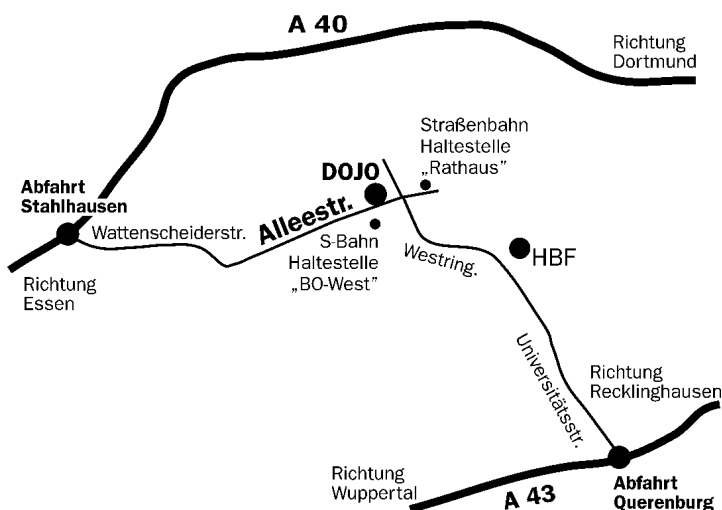 A 40
Richtung
Dortmund
Straßenbahn
Haltestelle
„Rathaus”
DOJO
Abfahrt
Stahlhausen
Wattenscheiderstr.
Alleestr.
S-Bahn
Haltestelle
„BO-West”
Westring.
HBF
Richtung
Essen
Universitätsstr.
Richtung
Recklinghausen
Richtung
Wuppertal
A 43
Abfahrt
Querenburg